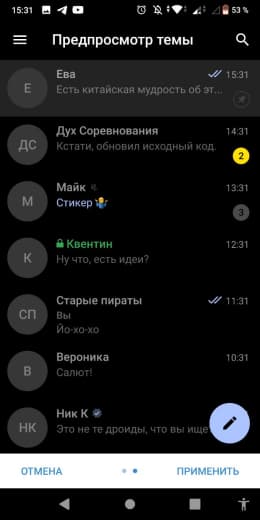 15:31
53 %
Предпросмотр темы
Е
Ева
15:31
Есть китайская мудрость об эт...
ДС
Дух Соревнования
14:31
Кстати, обновил исходный код.
2
М
Майк
13:31
Стикер 🤷‍♂️
3
К
Квентин
12:31
Ну что, есть идеи?
СП
Старые пираты
11:31
Вы
Йо-хо-хо
В
Вероника
10:31
Салют!
НК
Ник К
Это не те дроиды, что вы ище
ОТМЕНА
ПРИМЕНИТЬ